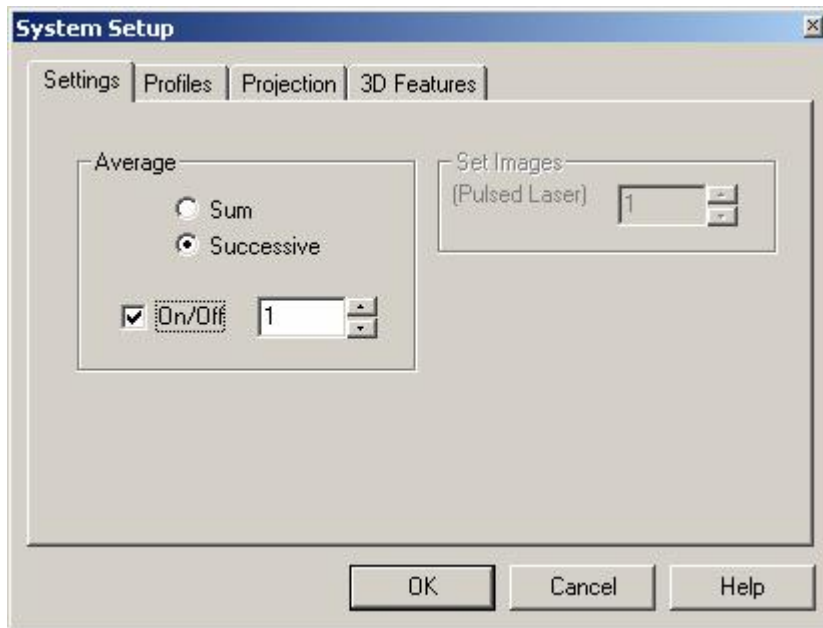 System Setup
Settings Profiles Projection 3D Features
Average
Sum
Successive
On/Off 1
Set Images
(Pulsed Laser) 1
OK Cancel Help